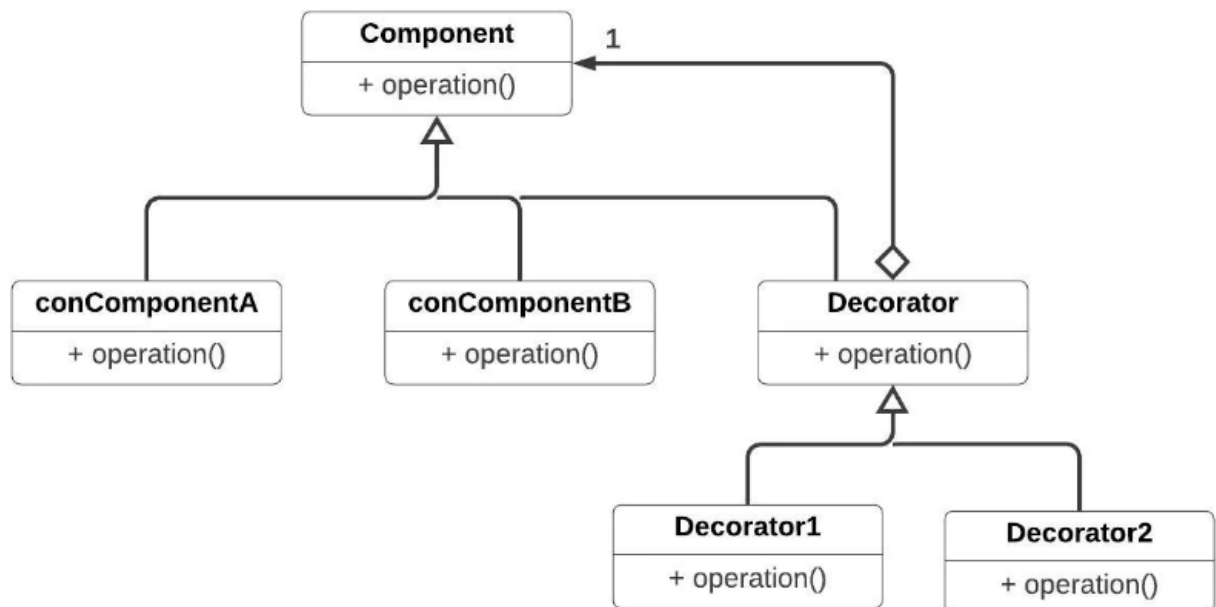 Component
1
+ operation()
conComponentA
conComponentB
Decorator
+ operation()
+ operation()
+ operation()
Decorator1
Decorator2
+ operation()
+ operation()